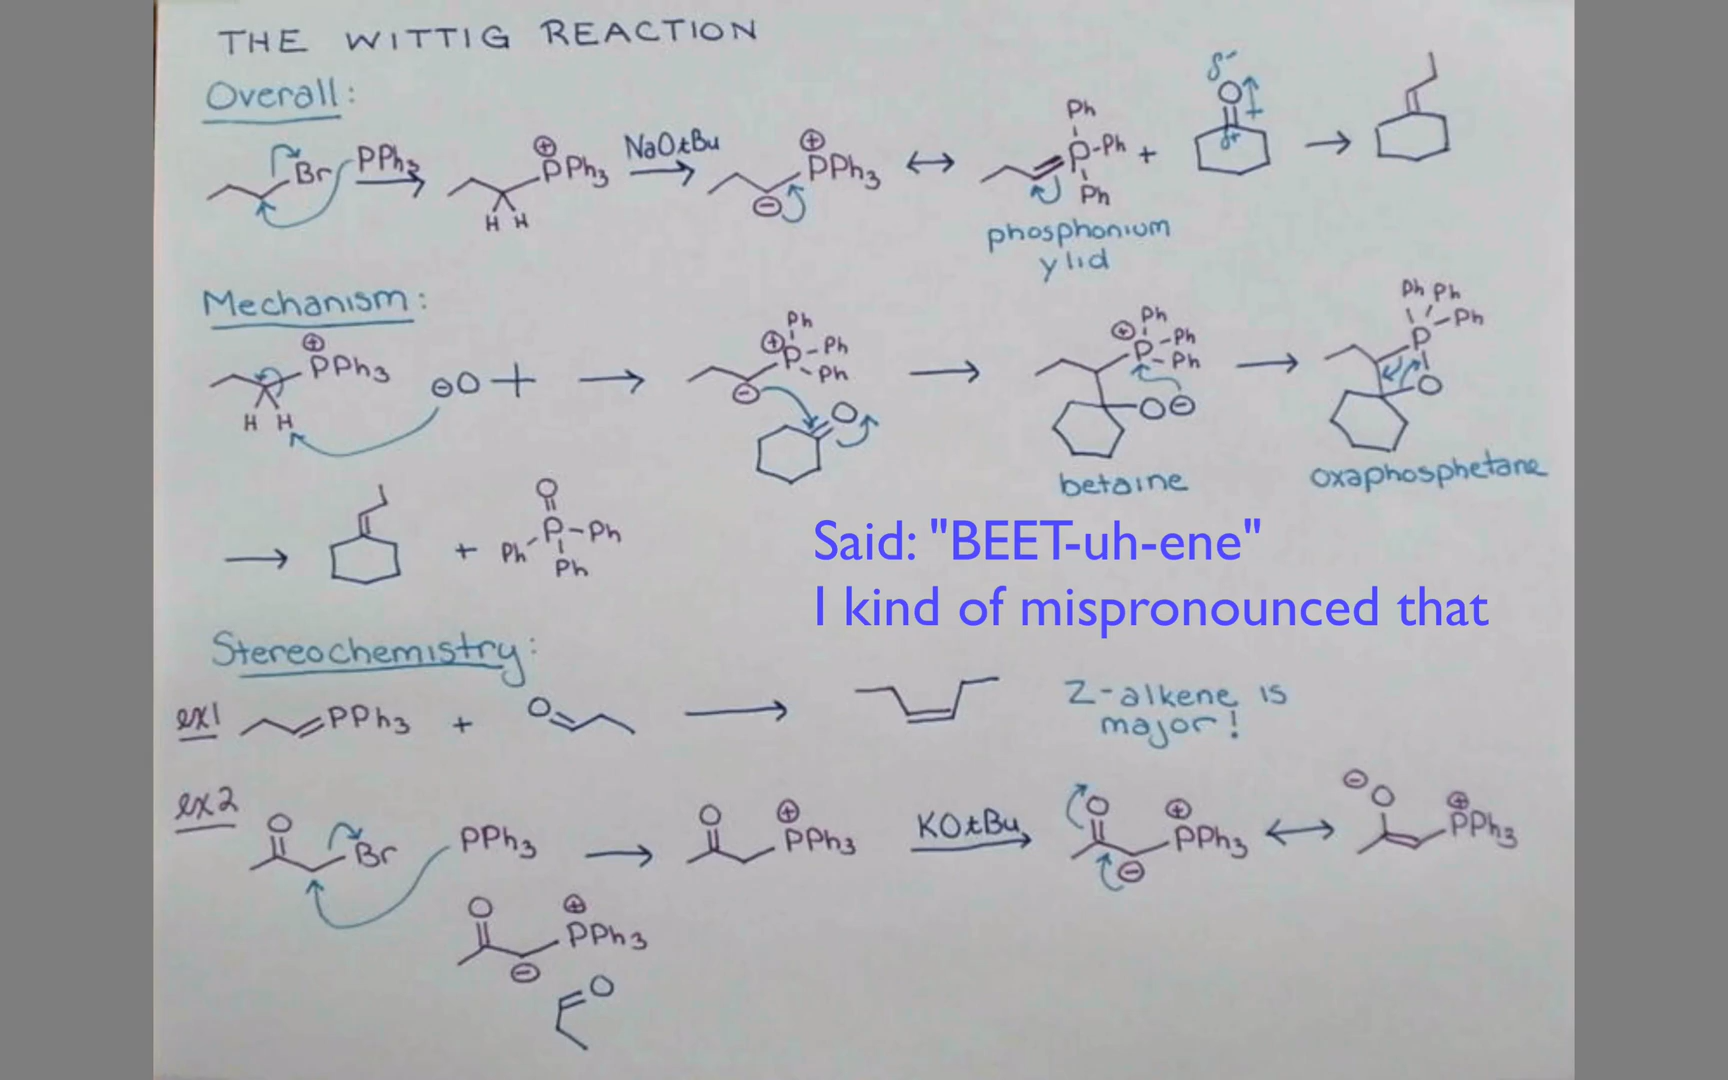 THE WITTIG REACTION
Overall:
Br PPh3 ⊕ PPh3 H H NaOtBu ⊕ PPh3 ⊖ ↔ Ph P-Ph Ph + δ- O δ+ →
phosphonium
ylid
Mechanism:
⊕ PPh3 H H ⊖O → Ph ⊕P-Ph Ph ⊖ O → ⊕ Ph P-Ph Ph O⊖ → Ph Ph P-Ph O
betaine
oxaphosphetane
→ + O Ph P-Ph Ph
Said: "BEET-uh-ene"
I kind of mispronounced that
Stereochemistry:
ex1 PPh3 + O → Z-alkene is
major!
ex2 O Br PPh3 → O ⊕ PPh3 KOtBu O ⊕ PPh3 ⊖ ↔ ⊖ O ⊕ PPh3
O ⊕ PPh3 ⊖
O